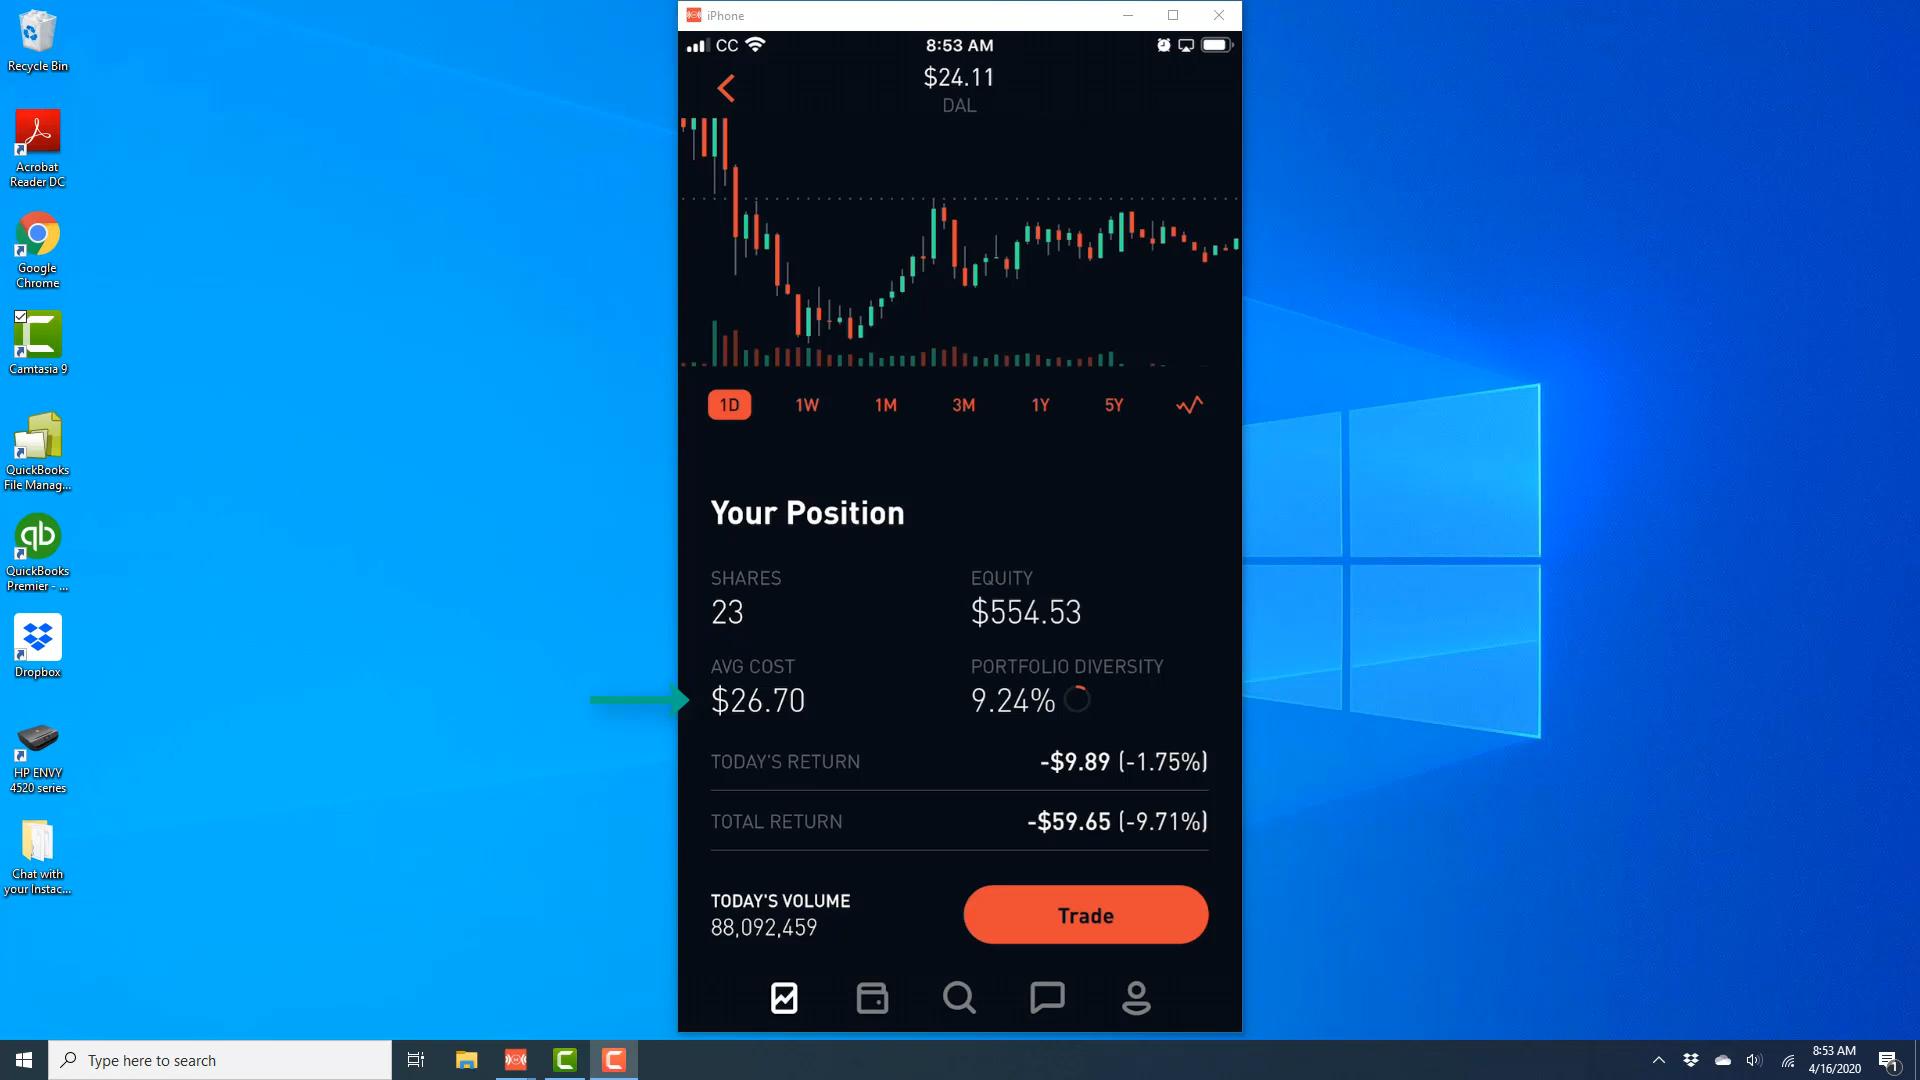 iPhone
CC
8:53 AM
$24.11
DAL
1D 1W 1M 3M 1Y 5Y
Your Position
SHARES
23
EQUITY
$554.53
AVG COST
$26.70
PORTFOLIO DIVERSITY
9.24%
TODAY'S RETURN
-$9.89 (-1.75%)
TOTAL RETURN
-$59.65 (-9.71%)
TODAY'S VOLUME
88,092,459
Trade
Recycle Bin
Acrobat
Reader DC
Google
Chrome
Camtasia 9
QuickBooks
File Manag...
qb
QuickBooks
Premier - ...
Dropbox
HP ENVY
4520 series
Chat with
your Instac...
Type here to search
8:53 AM
4/16/2020
1